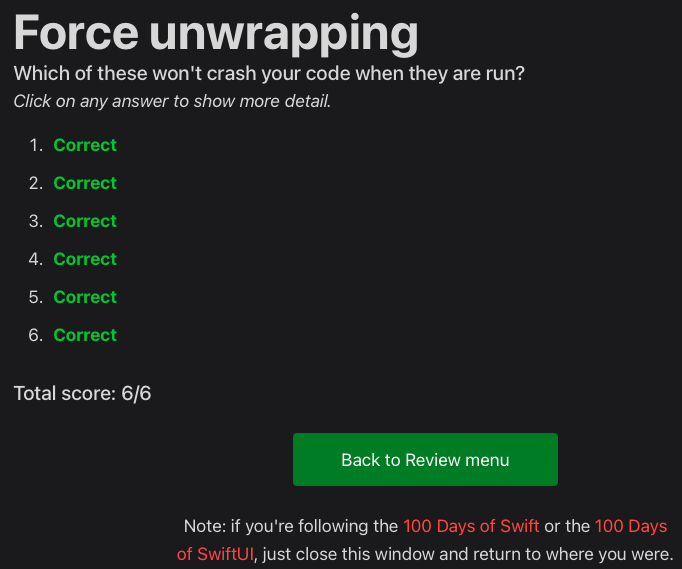 Force unwrapping
Which of these won't crash your code when they are run?
Click on any answer to show more detail.
1. Correct
2. Correct
3. Correct
4. Correct
5. Correct
6. Correct
Total score: 6/6
Back to Review menu
Note: if you're following the 100 Days of Swift or the 100 Days
of SwiftUI, just close this window and return to where you were.